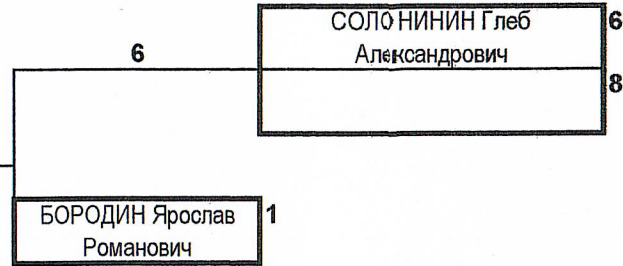 СОЛОНИНИН Глеб 6
6 Александрович
8
БОРОДИН Ярослав 1
Романович